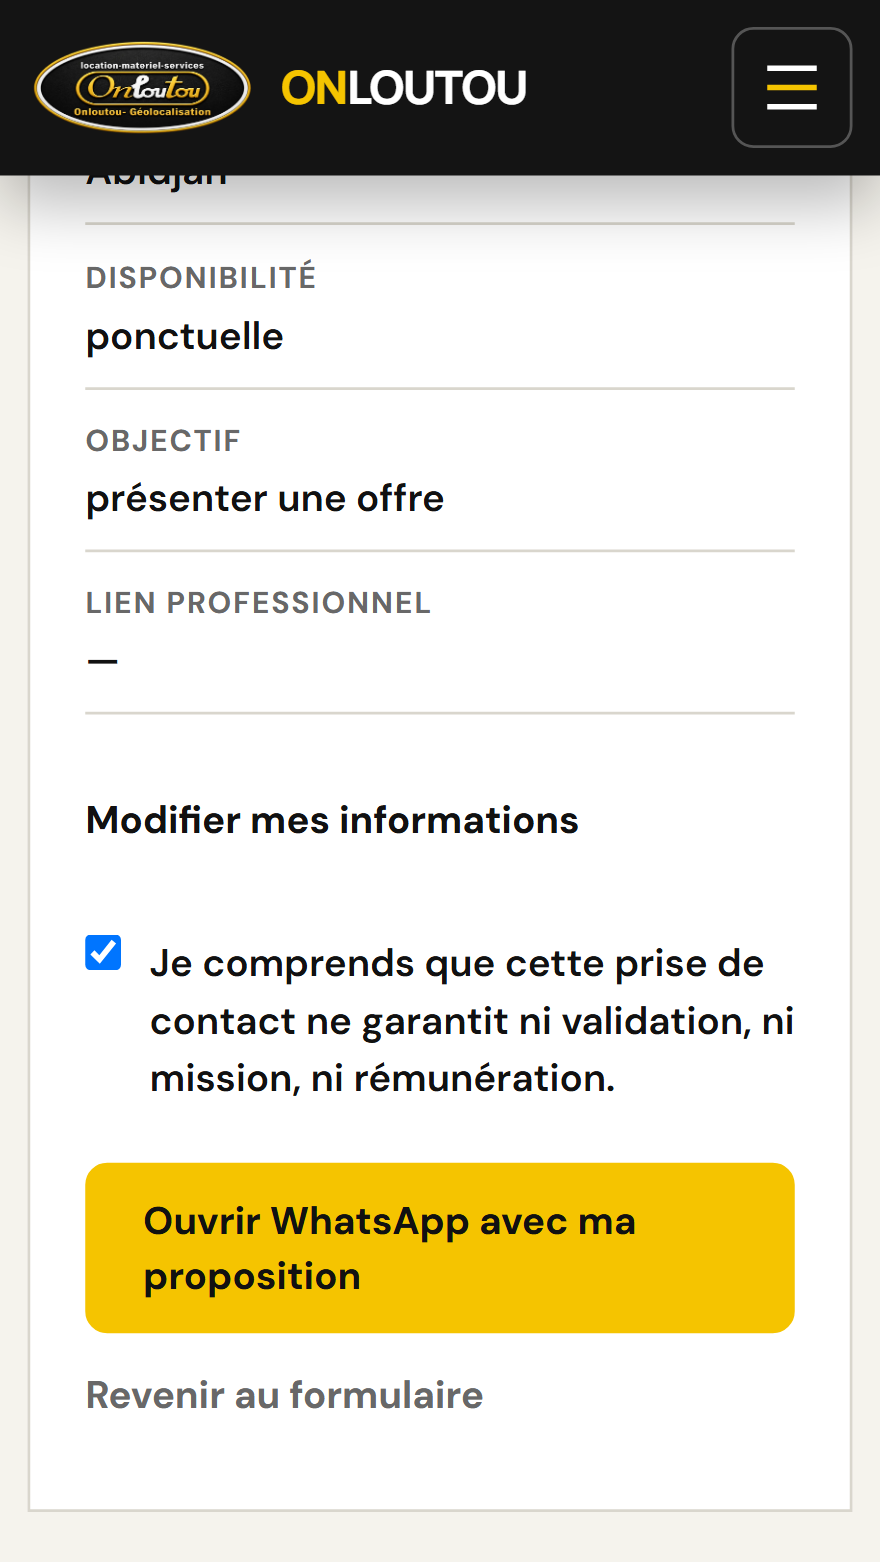 location-materiel-services
Onloutou
Onloutou- Géolocalisation
ONLOUTOU
Abidjan
DISPONIBILITÉ
ponctuelle
OBJECTIF
présenter une offre
LIEN PROFESSIONNEL
—
Modifier mes informations
Je comprends que cette prise de
contact ne garantit ni validation, ni
mission, ni rémunération.
Ouvrir WhatsApp avec ma
proposition
Revenir au formulaire